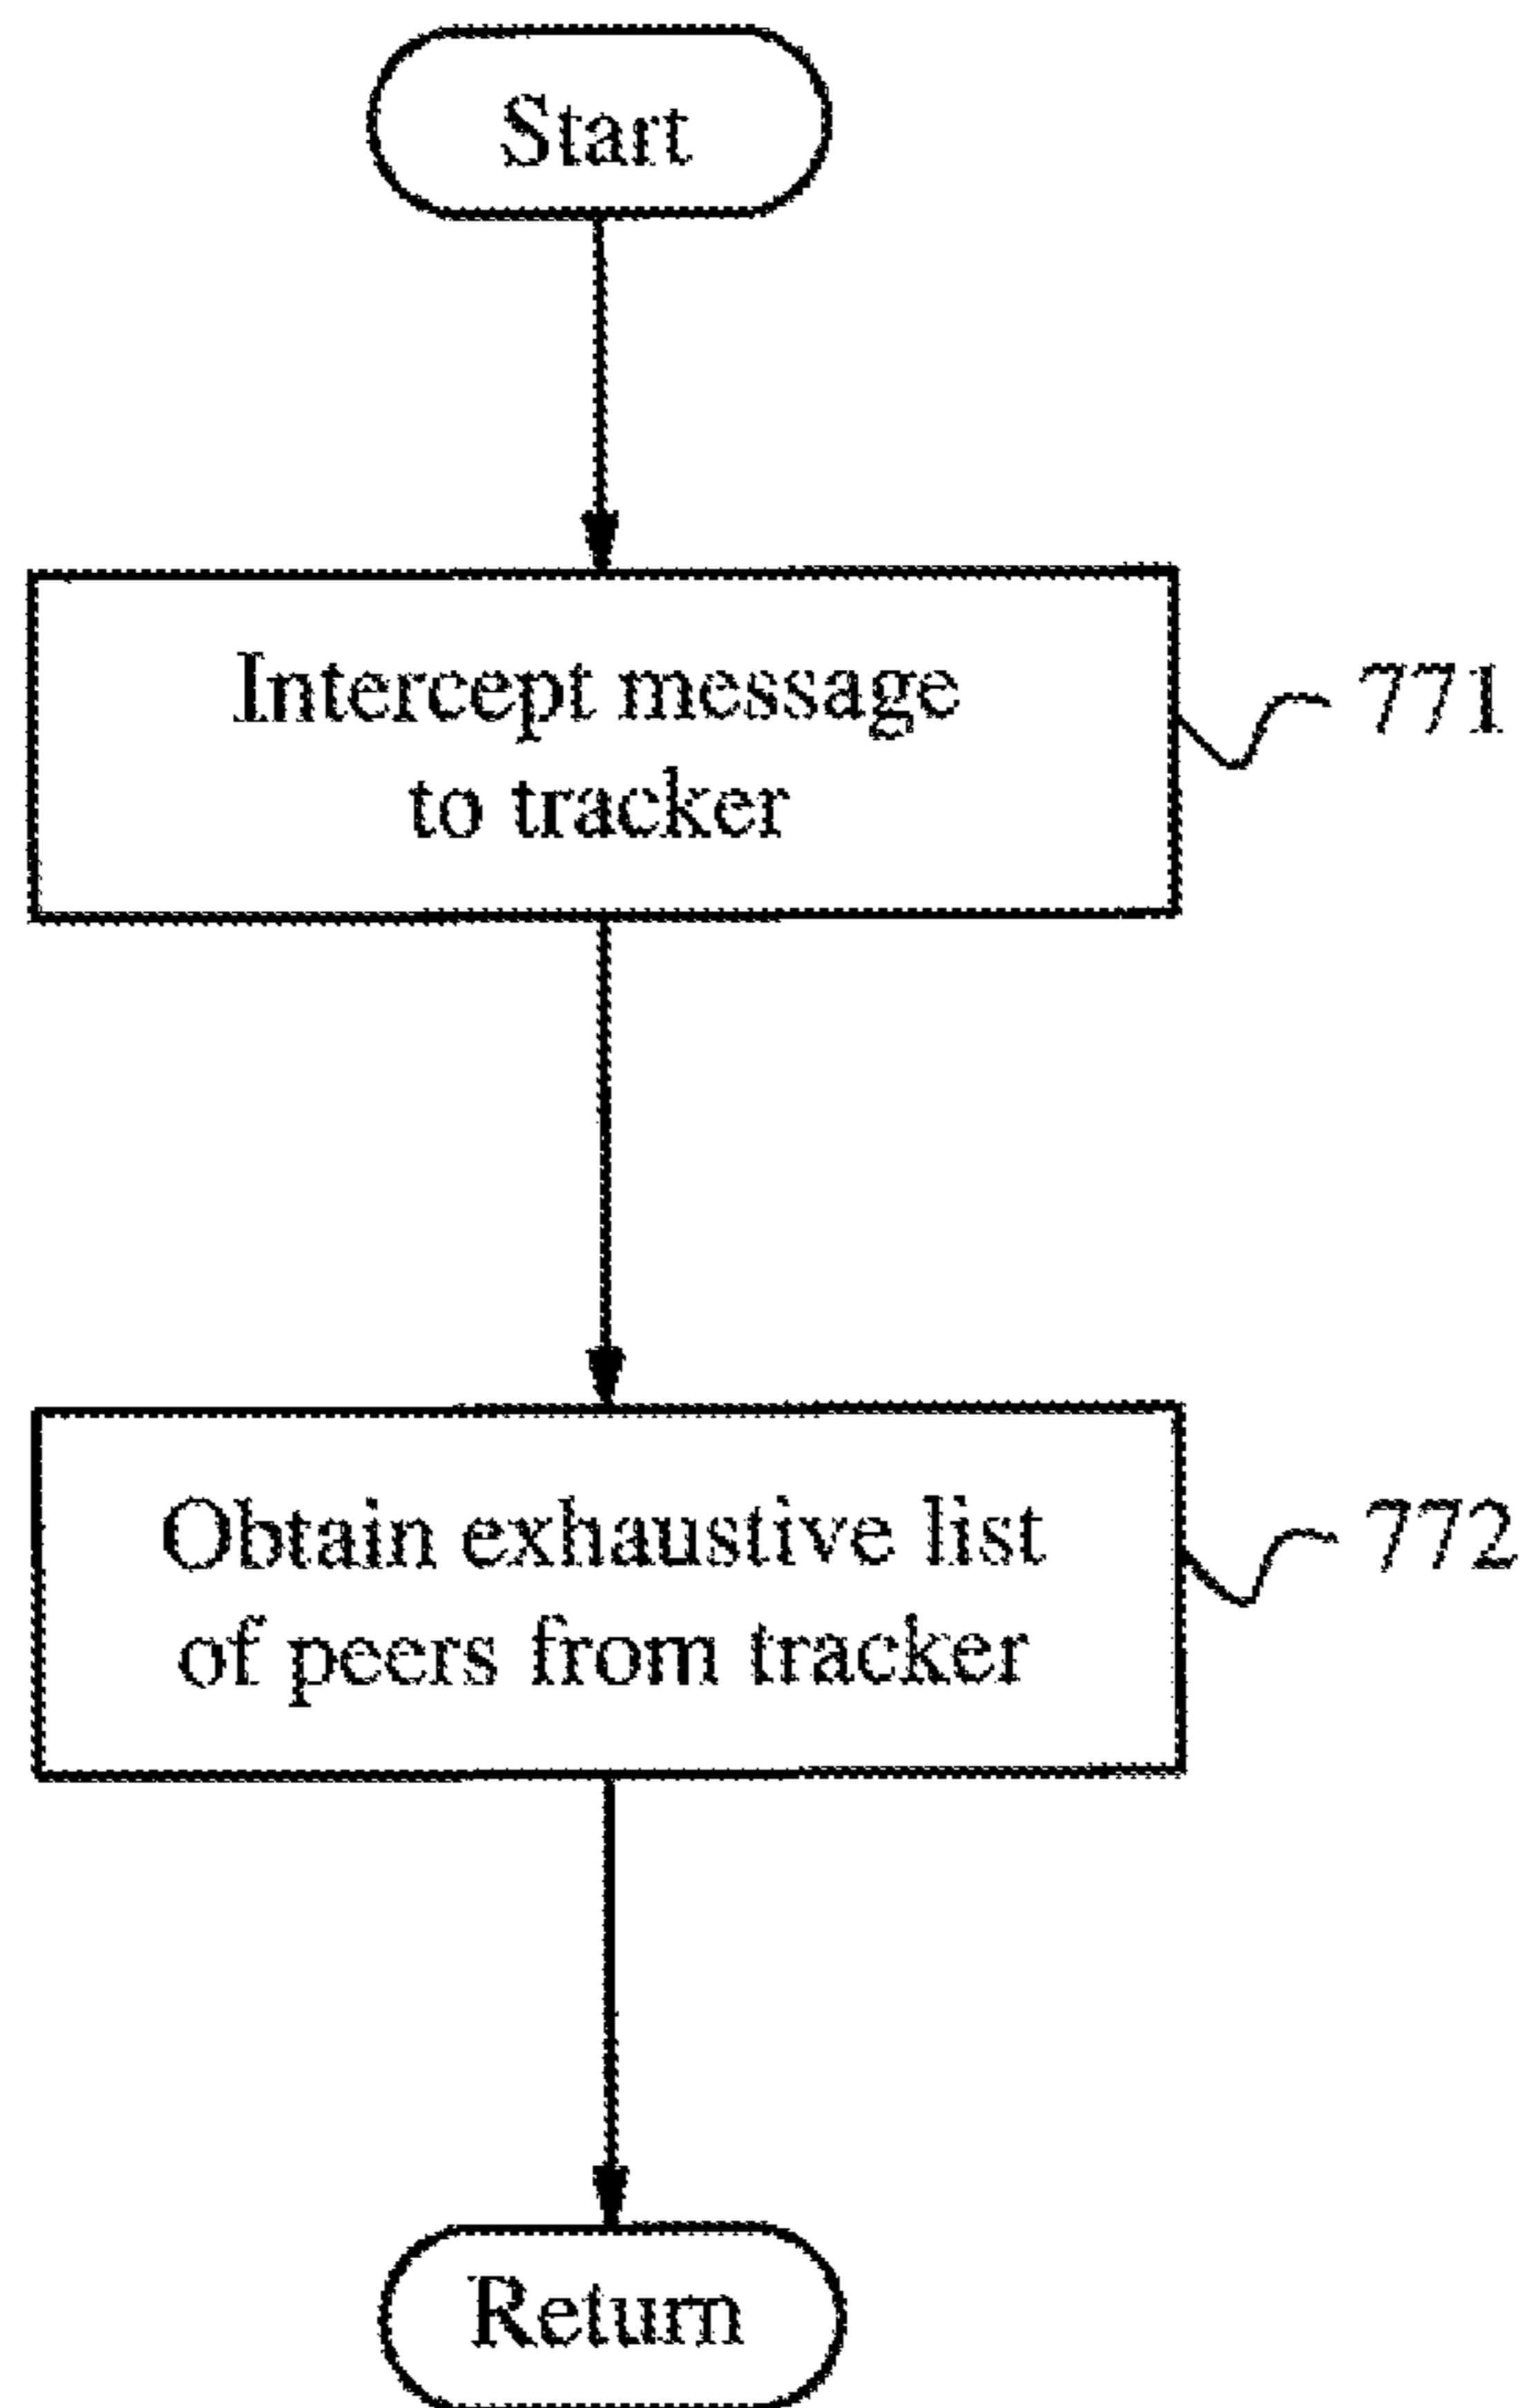 Start
Intercept message
to tracker
771
Obtain exhaustive list
of peers from tracker
772
Return